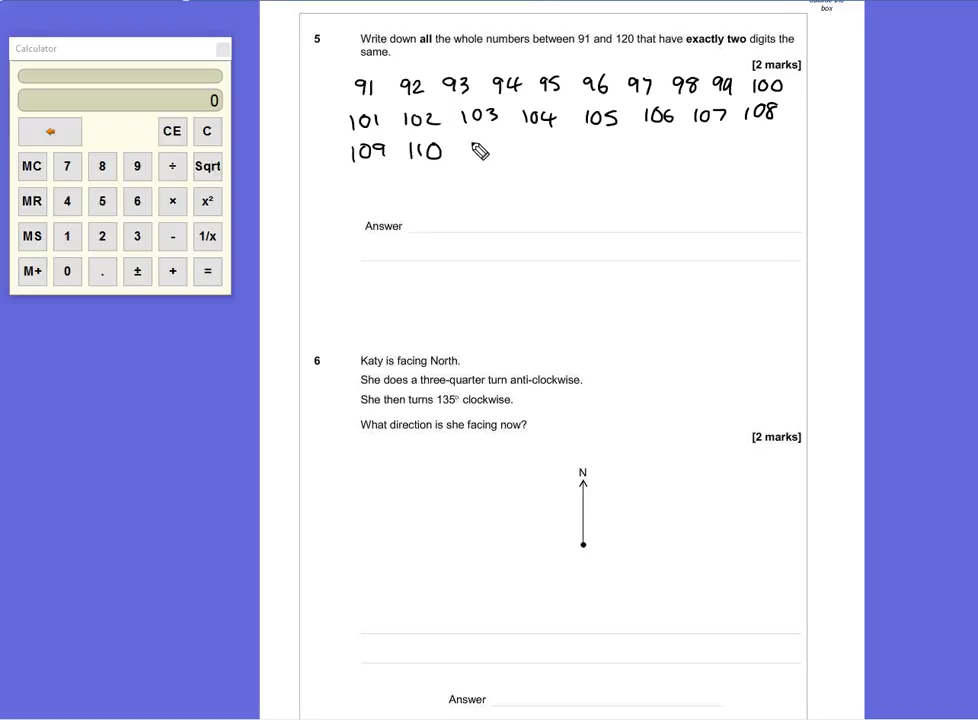 box
Calculator
0
CE C
MC 7 8 9 ÷ Sqrt
MR 4 5 6 × x²
MS 1 2 3 - 1/x
M+ 0 . ± + =
5 Write down all the whole numbers between 91 and 120 that have exactly two digits the
same.
[2 marks]
91 92 93 94 95 96 97 98 99 100
101 102 103 104 105 106 107 108
109 110
Answer
6 Katy is facing North.
She does a three-quarter turn anti-clockwise.
She then turns 135° clockwise.
What direction is she facing now?
[2 marks]
N
Answer